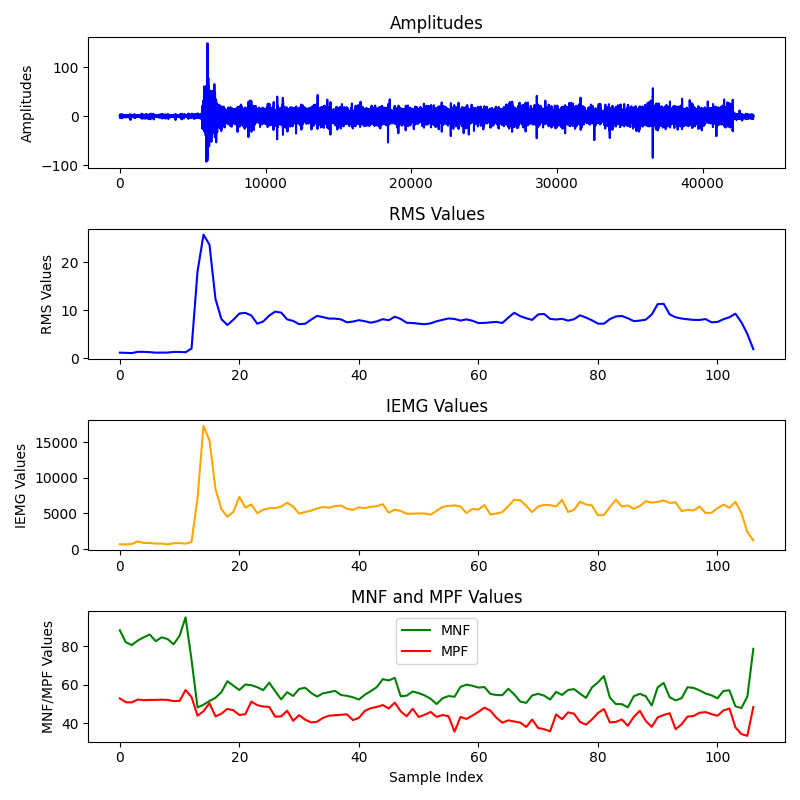 Amplitudes
Amplitudes
100
0
−100
0 10000 20000 30000 40000
RMS Values
RMS Values
20
10
0
0 20 40 60 80 100
IEMG Values
IEMG Values
15000
10000
5000
0
0 20 40 60 80 100
MNF and MPF Values
MNF/MPF Values
80
60
40
MNF
MPF
0 20 40 60 80 100
Sample Index